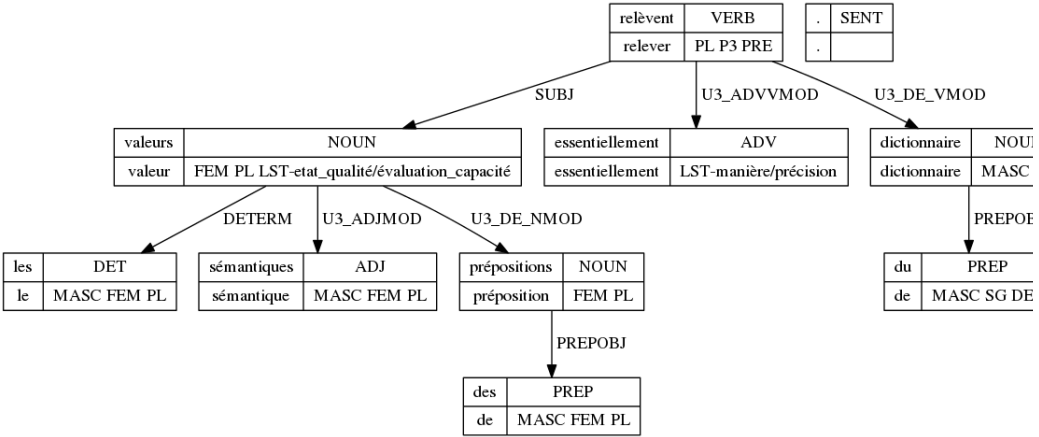 relèvent VERB . SENT
relever PL P3 PRE .
SUBJ U3_ADVVMOD U3_DE_VMOD
valeurs NOUN essentiellement ADV dictionnaire
valeur FEM PL LST-etat_qualité/évaluation_capacité essentiellement LST-manière/précision dictionnaire MASC
DETERM U3_ADJMOD U3_DE_NMOD
les DET sémantiques ADJ prépositions NOUN du PREP
le MASC FEM PL sémantique MASC FEM PL préposition FEM PL de MASC SG
PREPOBJ
des PREP
de MASC FEM PL